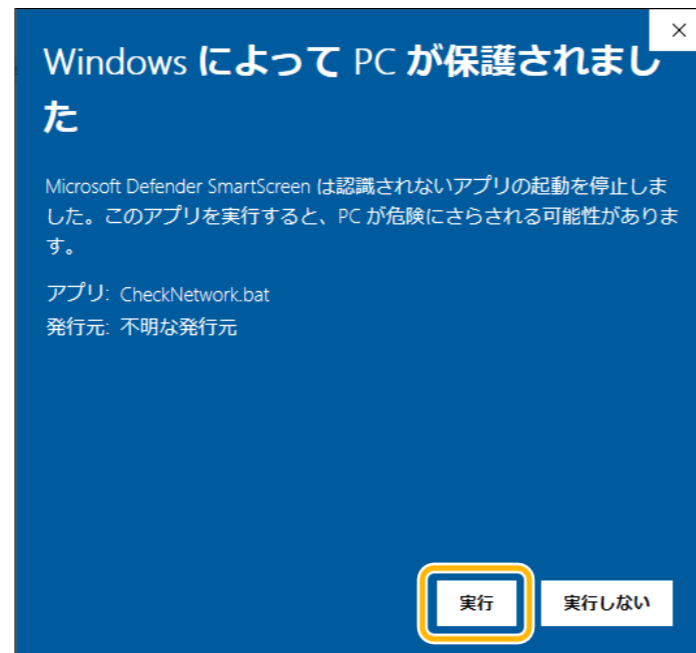 Windows によって PC が保護されまし
た
Microsoft Defender SmartScreen は認識されないアプリの起動を停止しま
した。このアプリを実行すると、PC が危険にさらされる可能性がありま
す。
アプリ: CheckNetwork.bat
発行元: 不明な発行元
実行 実行しない